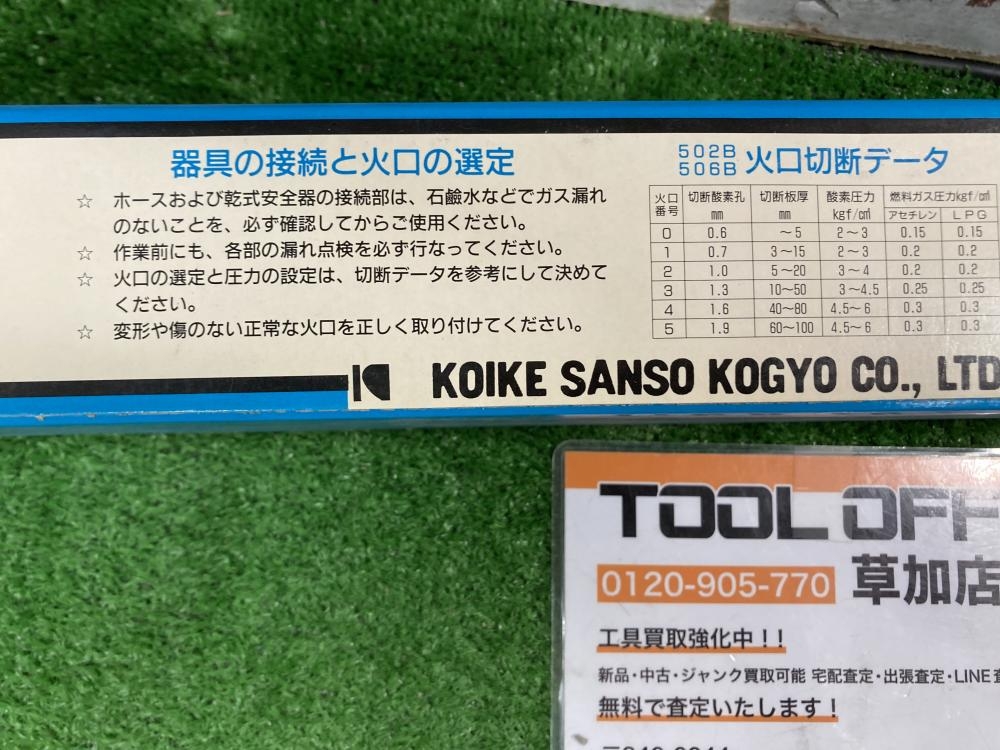 器具の接続と火口の選定
☆ ホースおよび乾式安全器の接続部は、石鹼水などでガス漏れ
のないことを、必ず確認してからご使用ください。
☆ 作業前にも、各部の漏れ点検を必ず行なってください。
☆ 火口の選定と圧力の設定は、切断データを参考にして決めて
ください。
☆ 変形や傷のない正常な火口を正しく取り付けてください。
502B
506B 火口切断データ
火口番号 切断酸素孔mm 切断板厚mm 酸素圧力kgf/c㎡ 燃料ガス圧力kgf/c㎡
アセチレン LPG
0 0.6 ～5 2～3 0.15 0.15
1 0.7 3～15 2～3 0.2 0.2
2 1.0 5～20 3～4 0.2 0.2
3 1.3 10～50 3～4.5 0.25 0.25
4 1.6 40～80 4.5～6 0.3 0.3
5 1.9 60～100 4.5～6 0.3 0.3
KOIKE SANSO KOGYO CO., LTD
TOOL OFF
0120-905-770 草加店
工具買取強化中！！
新品・中古・ジャンク買取可能 宅配査定・出張査定・LINE査
無料で査定いたします！